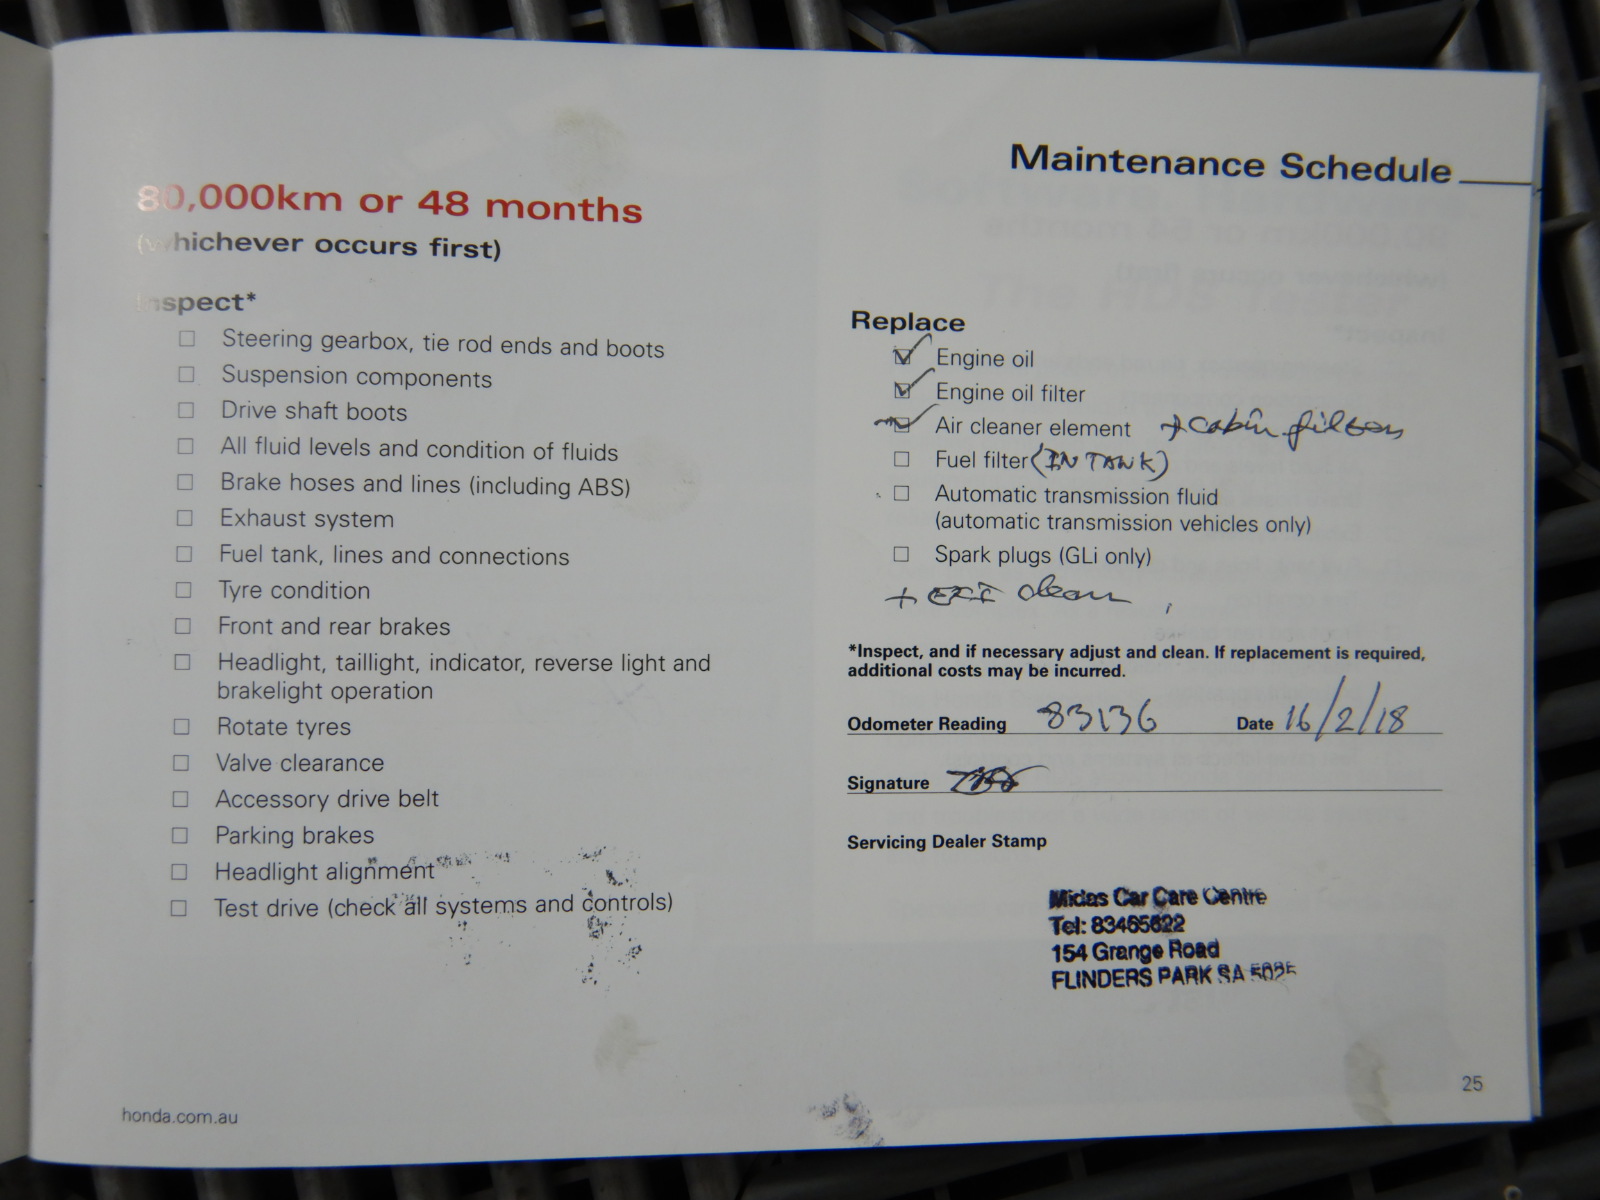 80,000km or 48 months
(whichever occurs first)
Inspect*
Steering gearbox, tie rod ends and boots
Suspension components
Drive shaft boots
All fluid levels and condition of fluids
Brake hoses and lines (including ABS)
Exhaust system
Fuel tank, lines and connections
Tyre condition
Front and rear brakes
Headlight, taillight, indicator, reverse light and
brakelight operation
Rotate tyres
Valve clearance
Accessory drive belt
Parking brakes
Headlight alignment
Test drive (check all systems and controls)
honda.com.au
Maintenance Schedule
Replace
Engine oil
Engine oil filter
Air cleaner element + cabin filters
Fuel filter (IN TANK)
Automatic transmission fluid
(automatic transmission vehicles only)
Spark plugs (GLi only)
+ EFI clean
*Inspect, and if necessary adjust and clean. If replacement is required,
additional costs may be incurred.
Odometer Reading 83136 Date 16/2/18
Signature
Servicing Dealer Stamp
Midas Car Care Centre
Tel: 83465622
154 Grange Road
FLINDERS PARK SA 5025
25